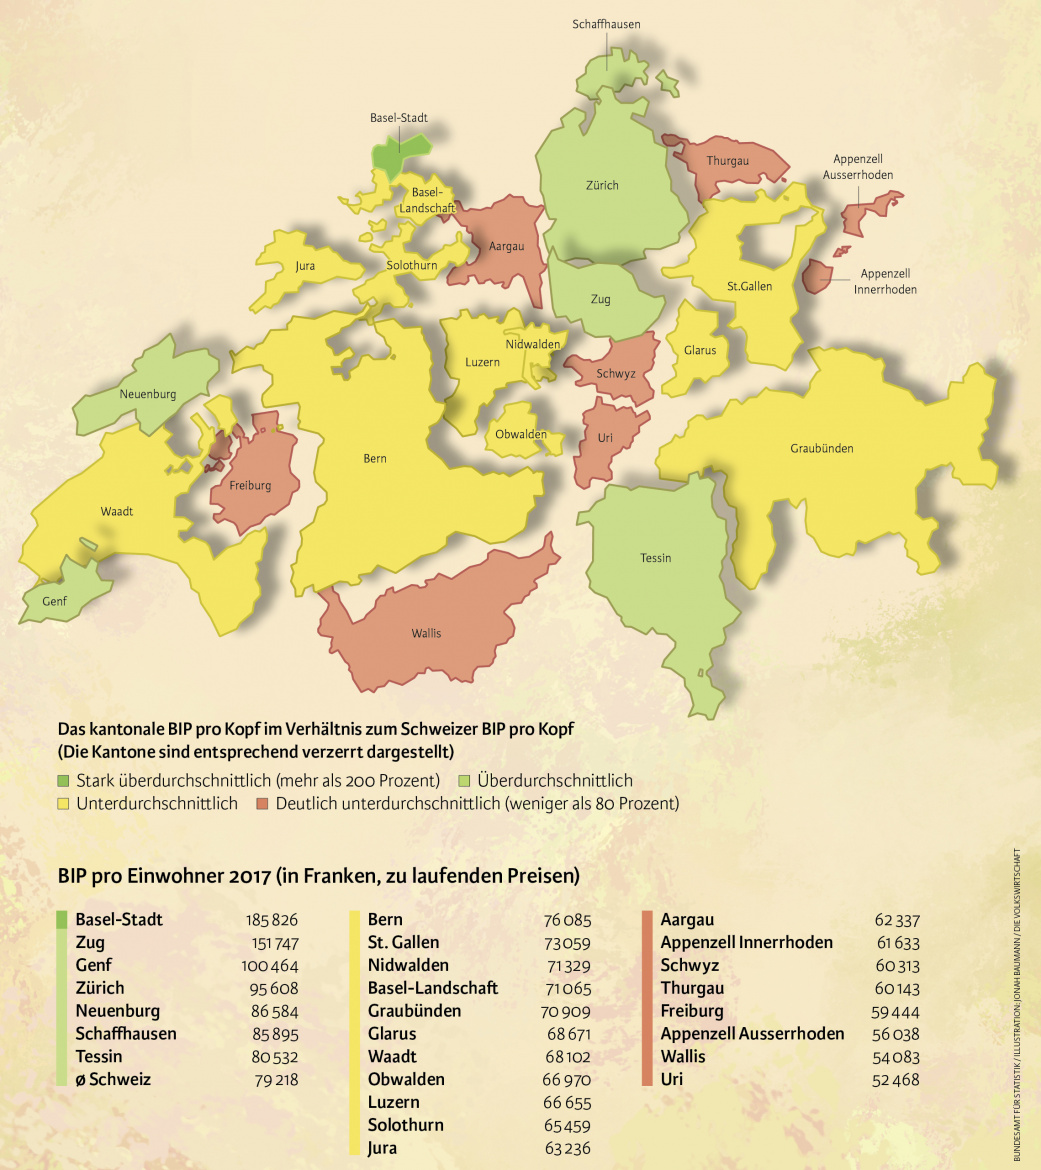 Schaffhausen
Basel-Stadt
Zürich
Thurgau
Appenzell
Ausserrhoden
Basel-
Landschaft
Aargau
Jura
Solothurn
Appenzell
Innerrhoden
Zug
St.Gallen
Luzern
Nidwalden
Glarus
Schwyz
Neuenburg
Obwalden
Uri
Bern
Graubünden
Freiburg
Waadt
Tessin
Genf
Wallis
Das kantonale BIP pro Kopf im Verhältnis zum Schweizer BIP pro Kopf
(Die Kantone sind entsprechend verzerrt dargestellt)
Stark überdurchschnittlich (mehr als 200 Prozent) Überdurchschnittlich
Unterdurchschnittlich Deutlich unterdurchschnittlich (weniger als 80 Prozent)
BIP pro Einwohner 2017 (in Franken, zu laufenden Preisen)
Basel-Stadt 185 826
Zug 151 747
Genf 100 464
Zürich 95 608
Neuenburg 86 584
Schaffhausen 85 895
Tessin 80 532
ø Schweiz 79 218
Bern 76 085
St. Gallen 73 059
Nidwalden 71 329
Basel-Landschaft 71 065
Graubünden 70 909
Glarus 68 671
Waadt 68 102
Obwalden 66 970
Luzern 66 655
Solothurn 65 459
Jura 63 236
Aargau 62 337
Appenzell Innerrhoden 61 633
Schwyz 60 313
Thurgau 60 143
Freiburg 59 444
Appenzell Ausserrhoden 56 038
Wallis 54 083
Uri 52 468
BUNDESAMT FÜR STATISTIK / ILLUSTRATION: JONAH BAUMANN / DIE VOLKSWIRTSCHAFT